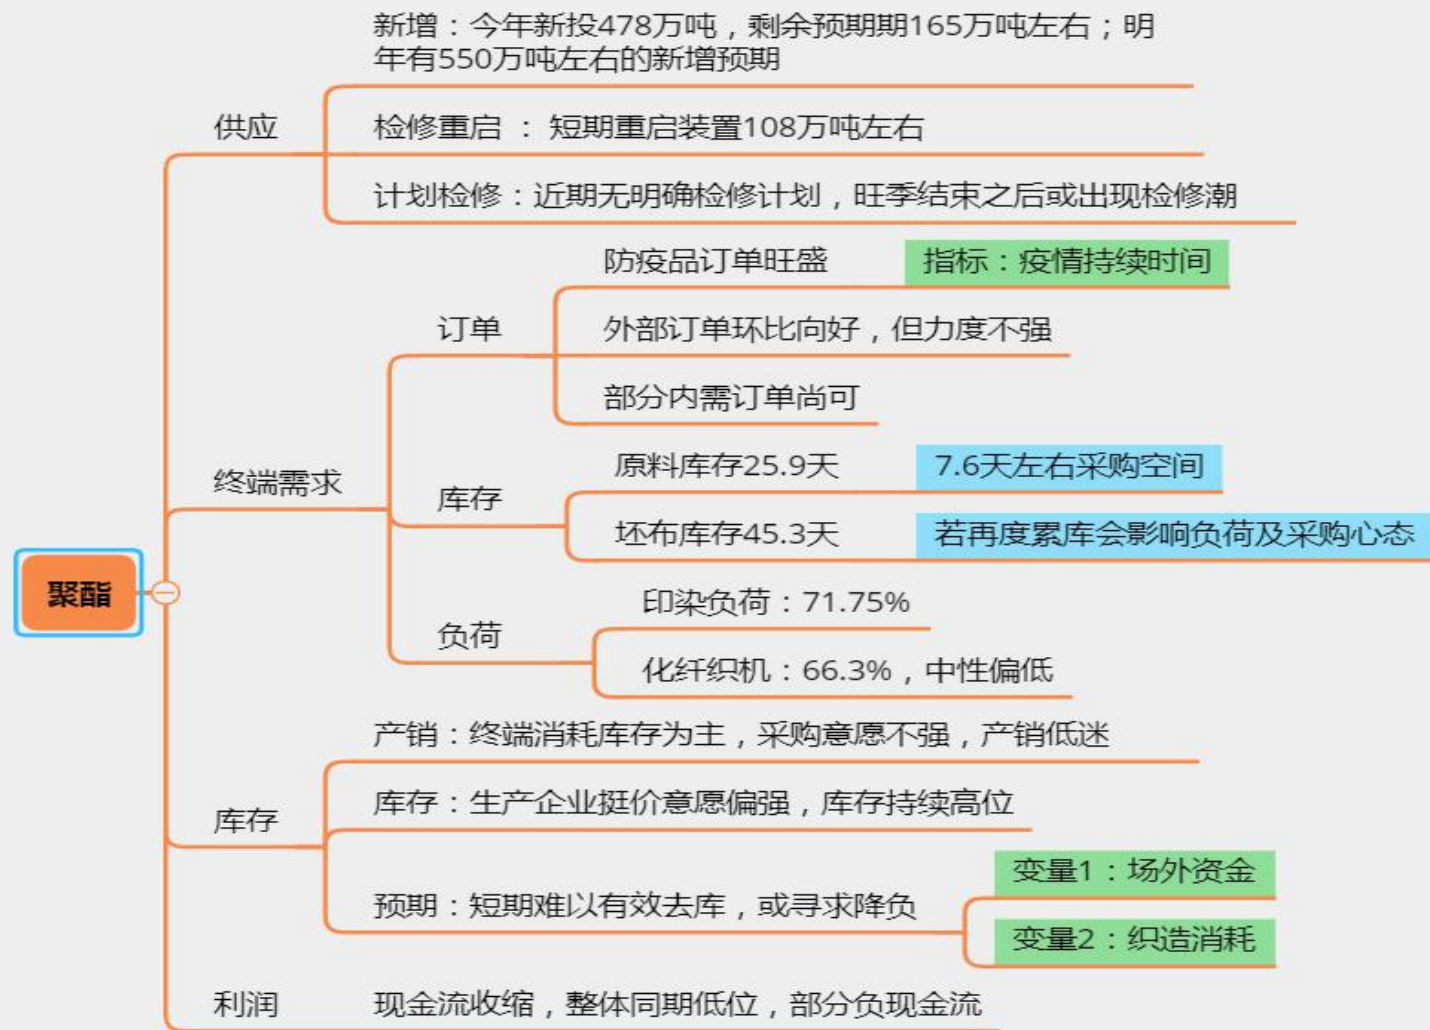 新增：今年新投478万吨，剩余预期期165万吨左右；明
年有550万吨左右的新增预期
供应
检修重启 ： 短期重启装置108万吨左右
计划检修：近期无明确检修计划，旺季结束之后或出现检修潮
防疫品订单旺盛
指标：疫情持续时间
订单
外部订单环比向好，但力度不强
部分内需订单尚可
终端需求
原料库存25.9天
7.6天左右采购空间
库存
坯布库存45.3天
若再度累库会影响负荷及采购心态
聚酯
印染负荷：71.75%
负荷
化纤织机：66.3%，中性偏低
产销：终端消耗库存为主，采购意愿不强，产销低迷
库存
库存：生产企业挺价意愿偏强，库存持续高位
变量1：场外资金
预期：短期难以有效去库，或寻求降负
变量2：织造消耗
利润
现金流收缩，整体同期低位，部分负现金流